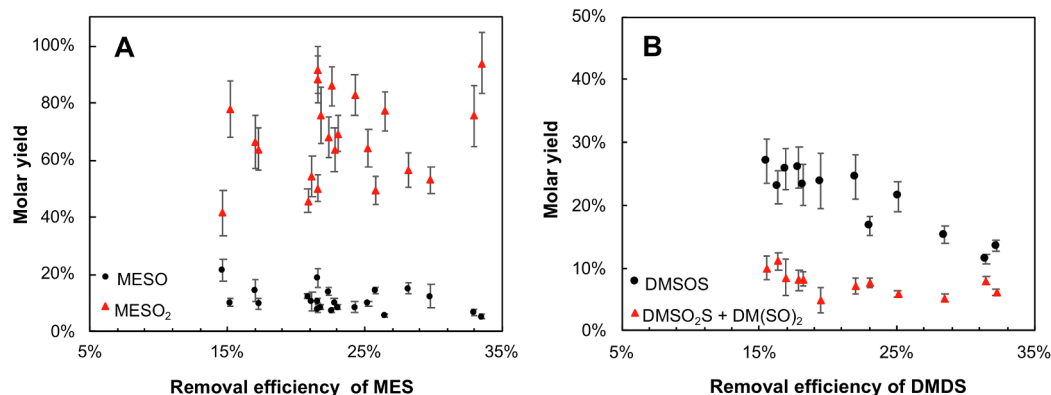 A
Molar yield
100%
80%
60%
40%
20%
0%
MESO
MESO₂
5%
15%
25%
35%
Removal efficiency of MES
B
Molar yield
50%
40%
30%
20%
10%
0%
DMSOS
DMSO₂S + DM(SO)₂
5%
15%
25%
35%
Removal efficiency of DMDS